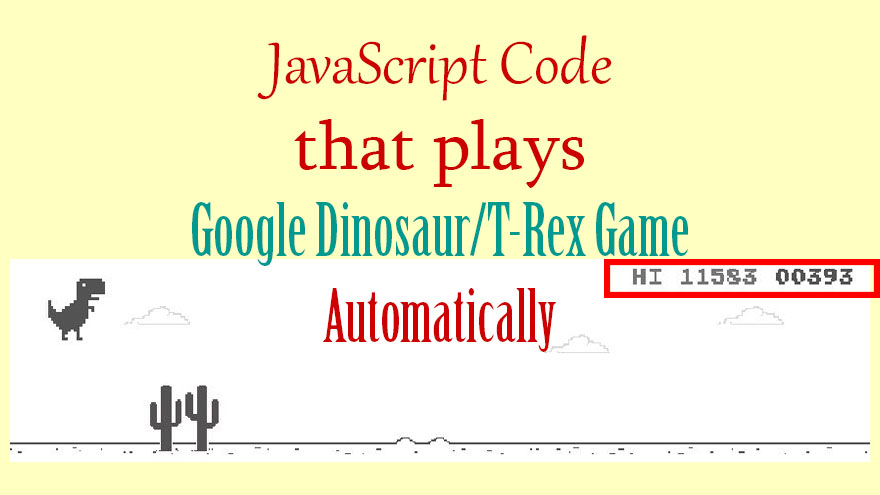 JavaScript Code
that plays
Google Dinosaur/T-Rex Game
HI 11583 00393
Automatically